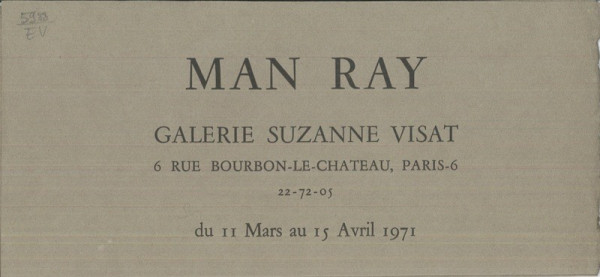 MAN RAY
GALERIE SUZANNE VISAT
6 RUE BOURBON-LE-CHATEAU, PARIS-6
22-72-05
du 11 Mars au 15 Avril 1971